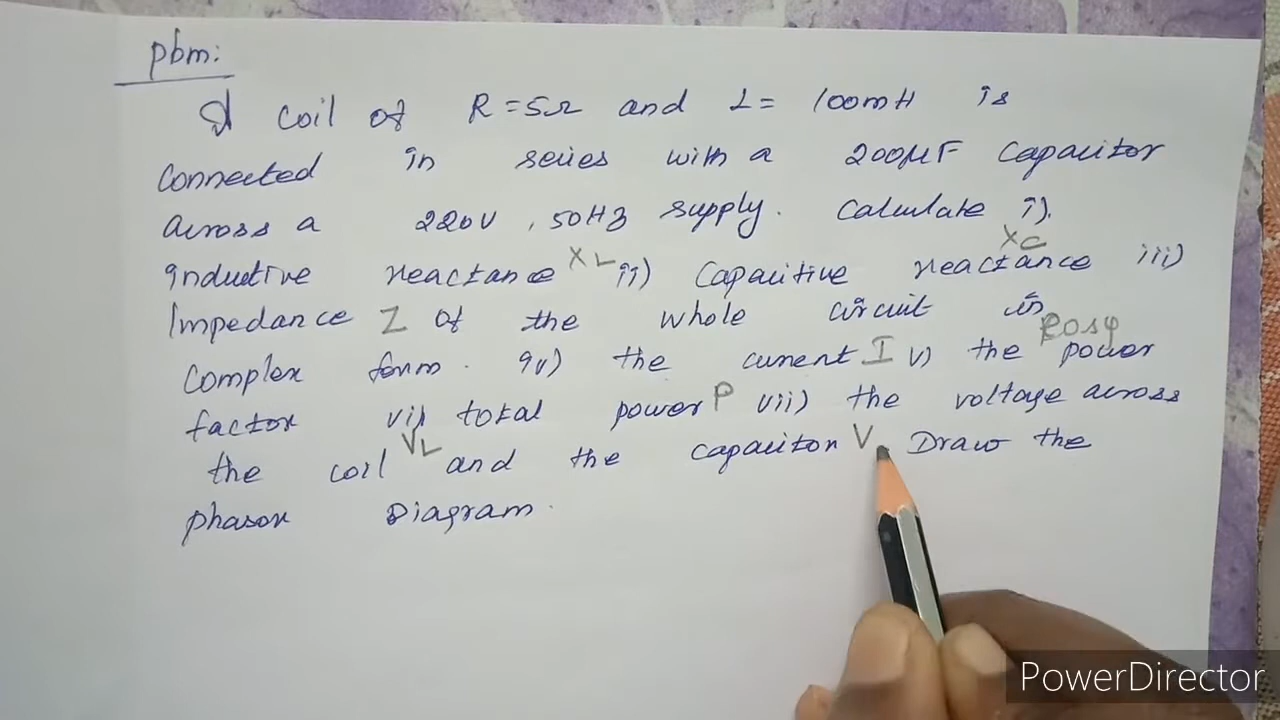 pbm:
A coil of R = 5Ω and L = 100mH is
connected in series with a 200μF capacitor
across a 220V, 50Hz supply. Calculate i).
inductive reactance XL ii) Capacitive reactance XC iii)
Impedance Z of the whole circuit in
complex form. iv) the current I v) the power cosφ
factor vi) total power P vii) the voltage across
the coil VL and the capacitor V Draw the
phasor Diagram.
PowerDirector